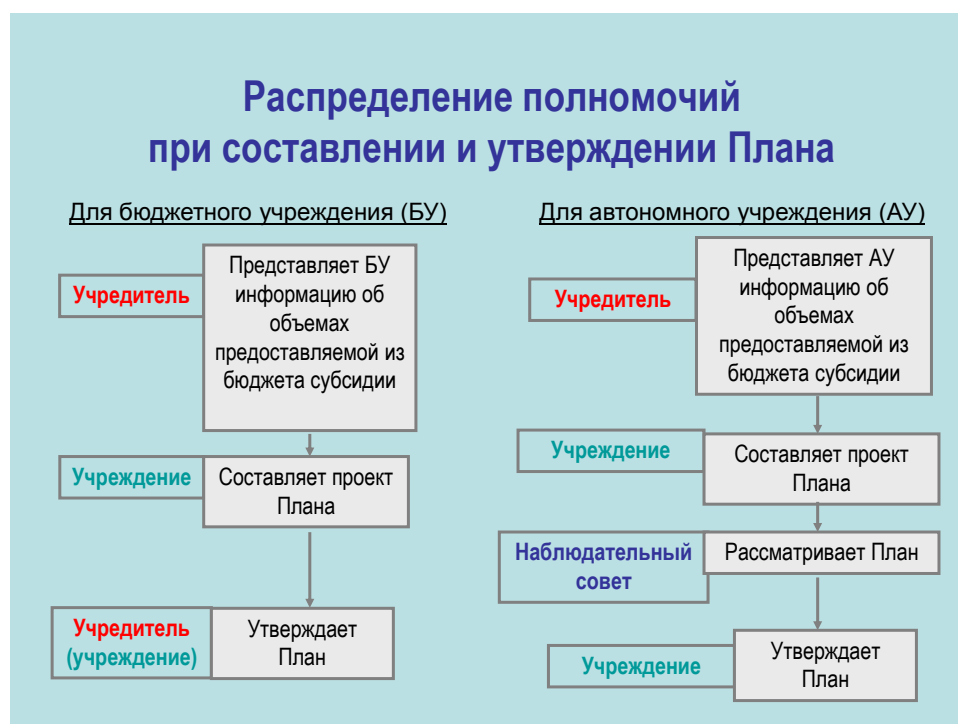 Распределение полномочий
при составлении и утверждении Плана
Для бюджетного учреждения (БУ)
Учредитель
Представляет БУ
информацию об
объемах
предоставляемой из
бюджета субсидии
Учреждение
Составляет проект
Плана
Учредитель
(учреждение)
Утверждает
План
Для автономного учреждения (АУ)
Учредитель
Представляет АУ
информацию об
объемах
предоставляемой из
бюджета субсидии
Учреждение
Составляет проект
Плана
Наблюдательный
совет
Рассматривает План
Учреждение
Утверждает
План